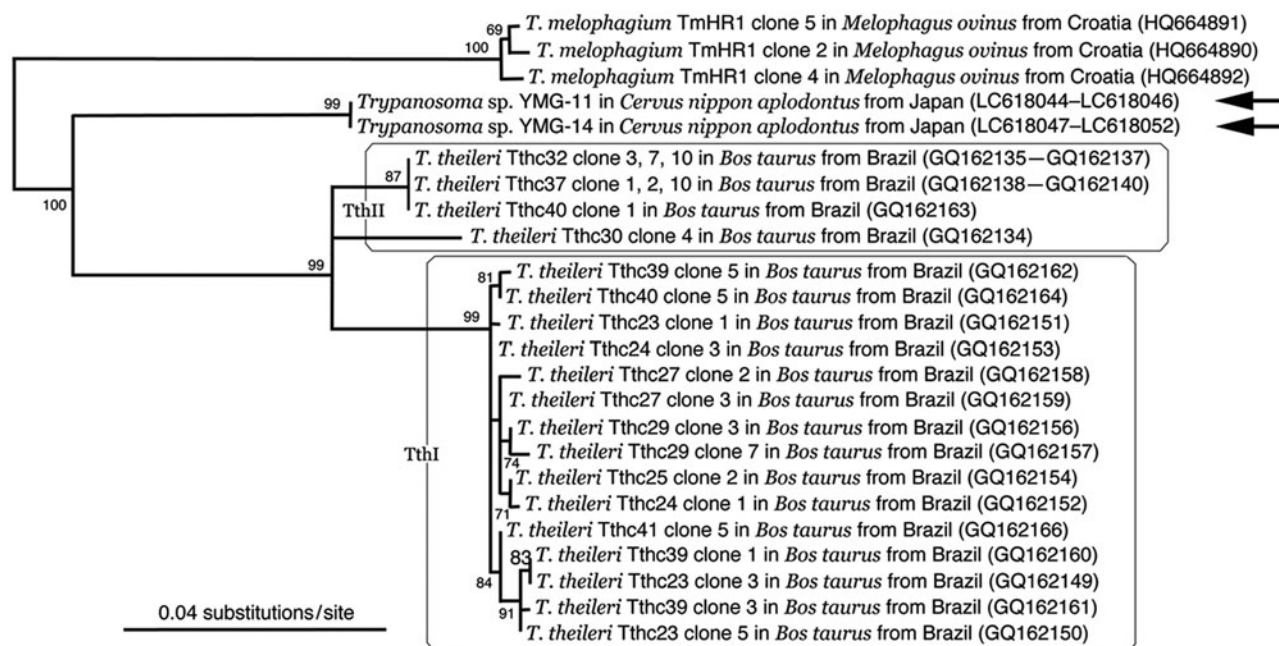 69 T. melophagium TmHR1 clone 5 in Melophagus ovinus from Croatia (HQ664891)
100 T. melophagium TmHR1 clone 2 in Melophagus ovinus from Croatia (HQ664890)
T. melophagium TmHR1 clone 4 in Melophagus ovinus from Croatia (HQ664892)
99 Trypanosoma sp. YMG-11 in Cervus nippon aplodontus from Japan (LC618044–LC618046)
Trypanosoma sp. YMG-14 in Cervus nippon aplodontus from Japan (LC618047–LC618052)
T. theileri Tthc32 clone 3, 7, 10 in Bos taurus from Brazil (GQ162135—GQ162137)
87 T. theileri Tthc37 clone 1, 2, 10 in Bos taurus from Brazil (GQ162138—GQ162140)
100 TthII T. theileri Tthc40 clone 1 in Bos taurus from Brazil (GQ162163)
T. theileri Tthc30 clone 4 in Bos taurus from Brazil (GQ162134)
99 81 T. theileri Tthc39 clone 5 in Bos taurus from Brazil (GQ162162)
T. theileri Tthc40 clone 5 in Bos taurus from Brazil (GQ162164)
99 T. theileri Tthc23 clone 1 in Bos taurus from Brazil (GQ162151)
T. theileri Tthc24 clone 3 in Bos taurus from Brazil (GQ162153)
T. theileri Tthc27 clone 2 in Bos taurus from Brazil (GQ162158)
T. theileri Tthc27 clone 3 in Bos taurus from Brazil (GQ162159)
T. theileri Tthc29 clone 3 in Bos taurus from Brazil (GQ162156)
TthI 74 T. theileri Tthc29 clone 7 in Bos taurus from Brazil (GQ162157)
T. theileri Tthc25 clone 2 in Bos taurus from Brazil (GQ162154)
71 T. theileri Tthc24 clone 1 in Bos taurus from Brazil (GQ162152)
T. theileri Tthc41 clone 5 in Bos taurus from Brazil (GQ162166)
83 T. theileri Tthc39 clone 1 in Bos taurus from Brazil (GQ162160)
84 T. theileri Tthc23 clone 3 in Bos taurus from Brazil (GQ162149)
0.04 substitutions/site 91 T. theileri Tthc39 clone 3 in Bos taurus from Brazil (GQ162161)
T. theileri Tthc23 clone 5 in Bos taurus from Brazil (GQ162150)